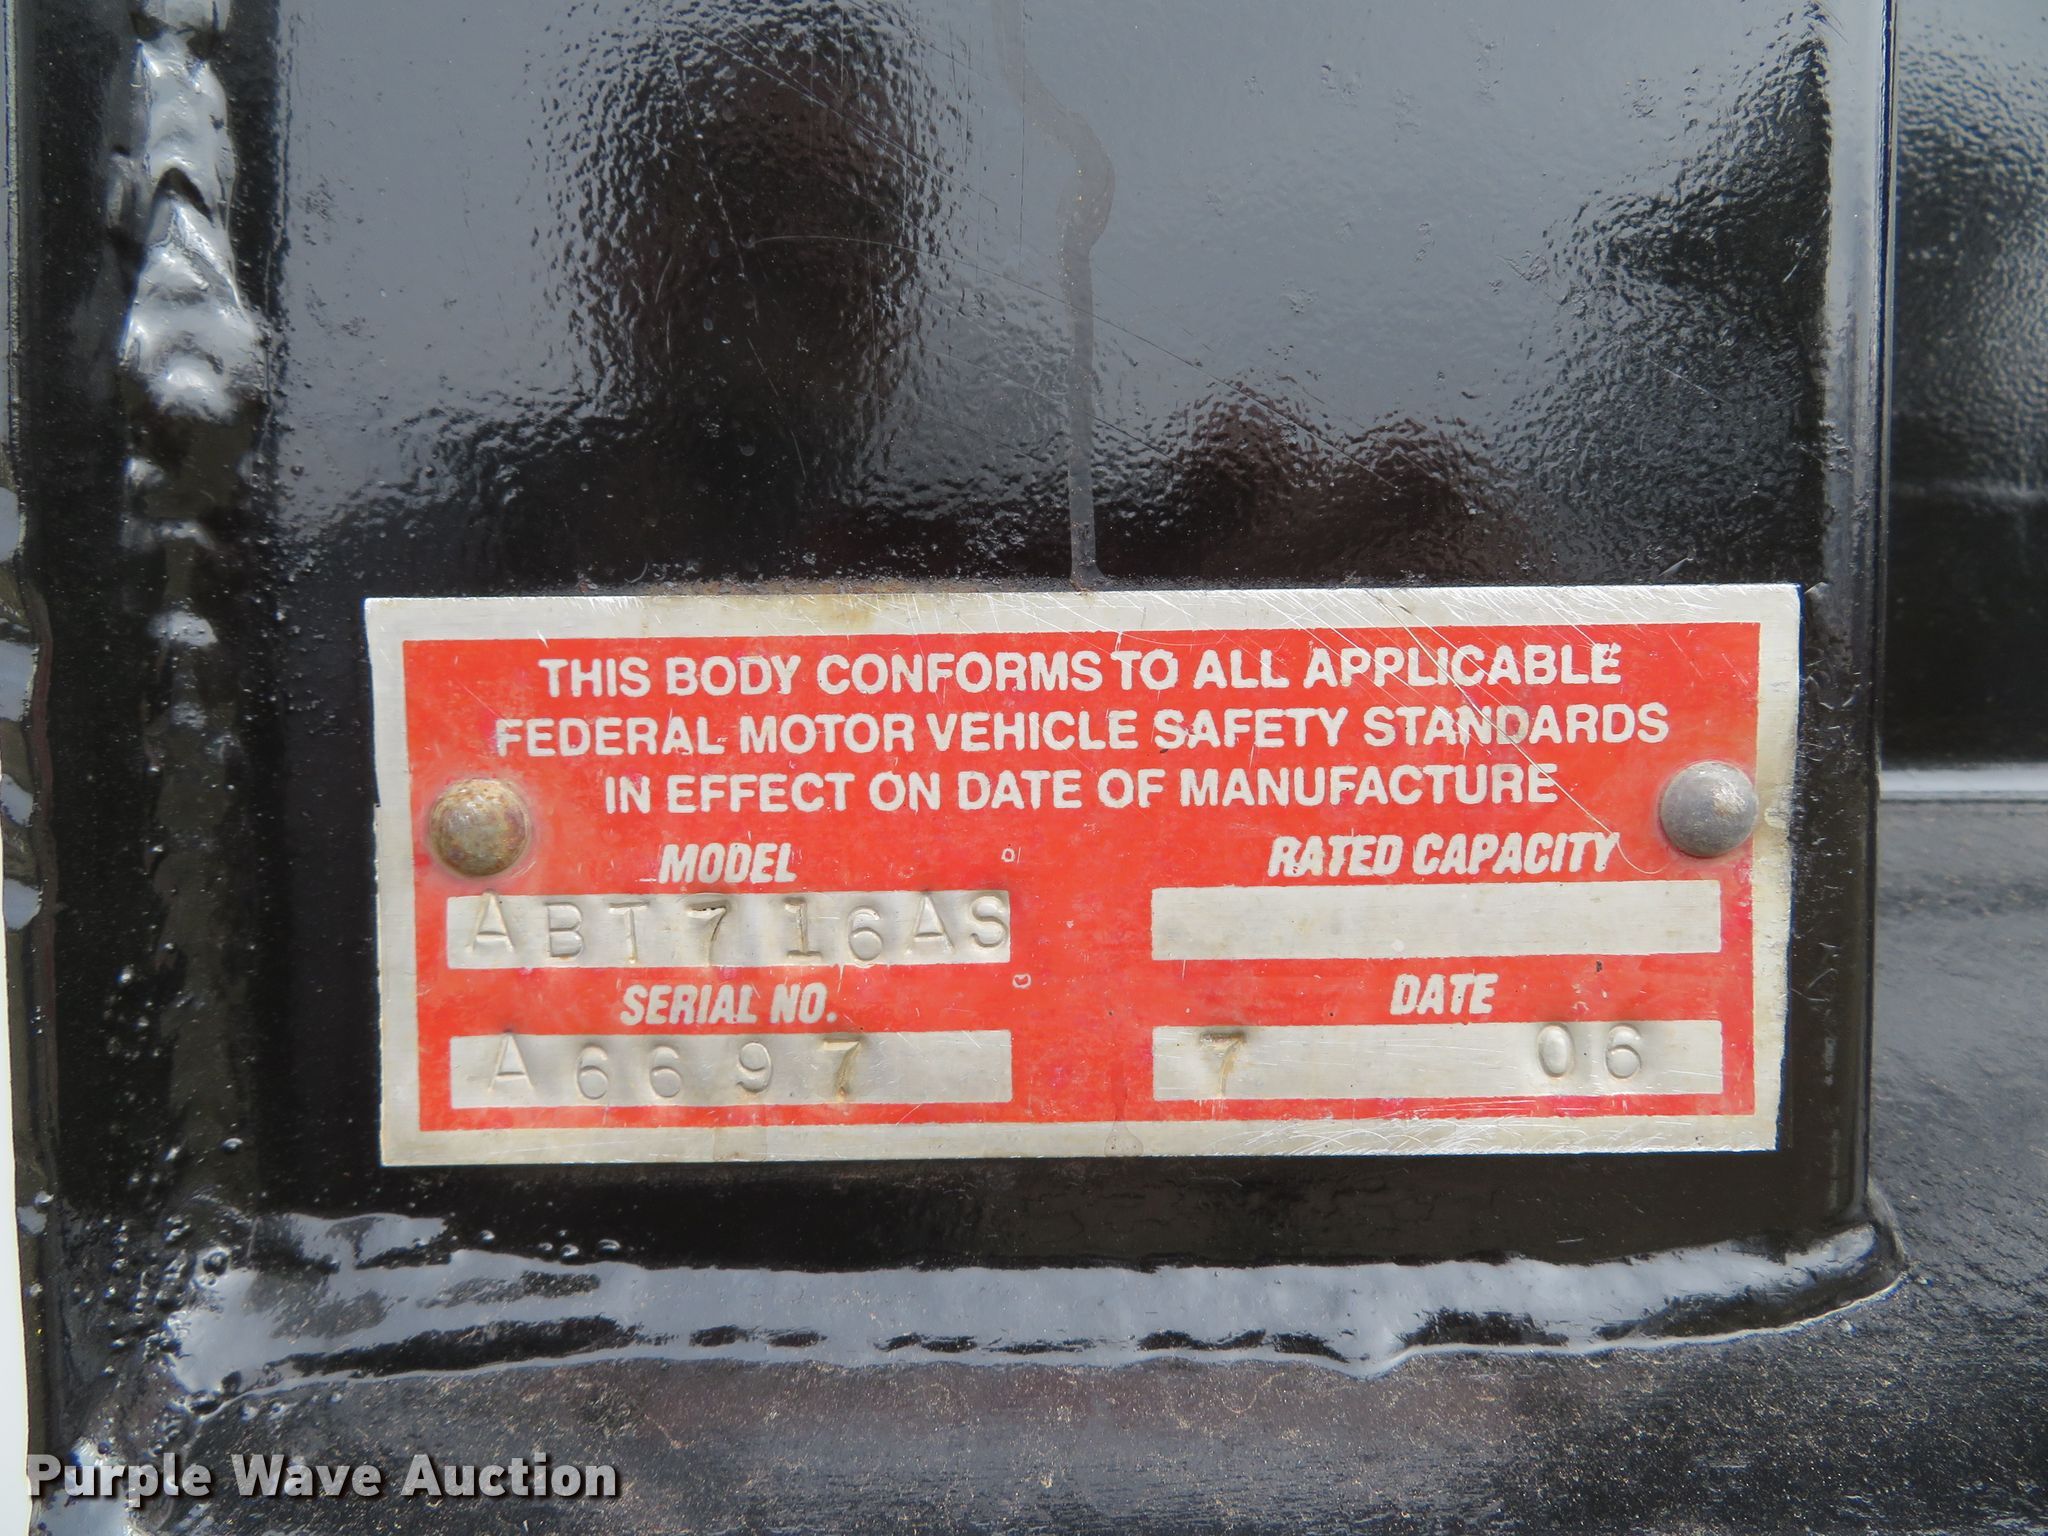 THIS BODY CONFORMS TO ALL APPLICABLE
FEDERAL MOTOR VEHICLE SAFETY STANDARDS
IN EFFECT ON DATE OF MANUFACTURE
MODEL
ABT716AS
RATED CAPACITY
SERIAL NO.
A6697
DATE
7 06
Purple Wave Auction